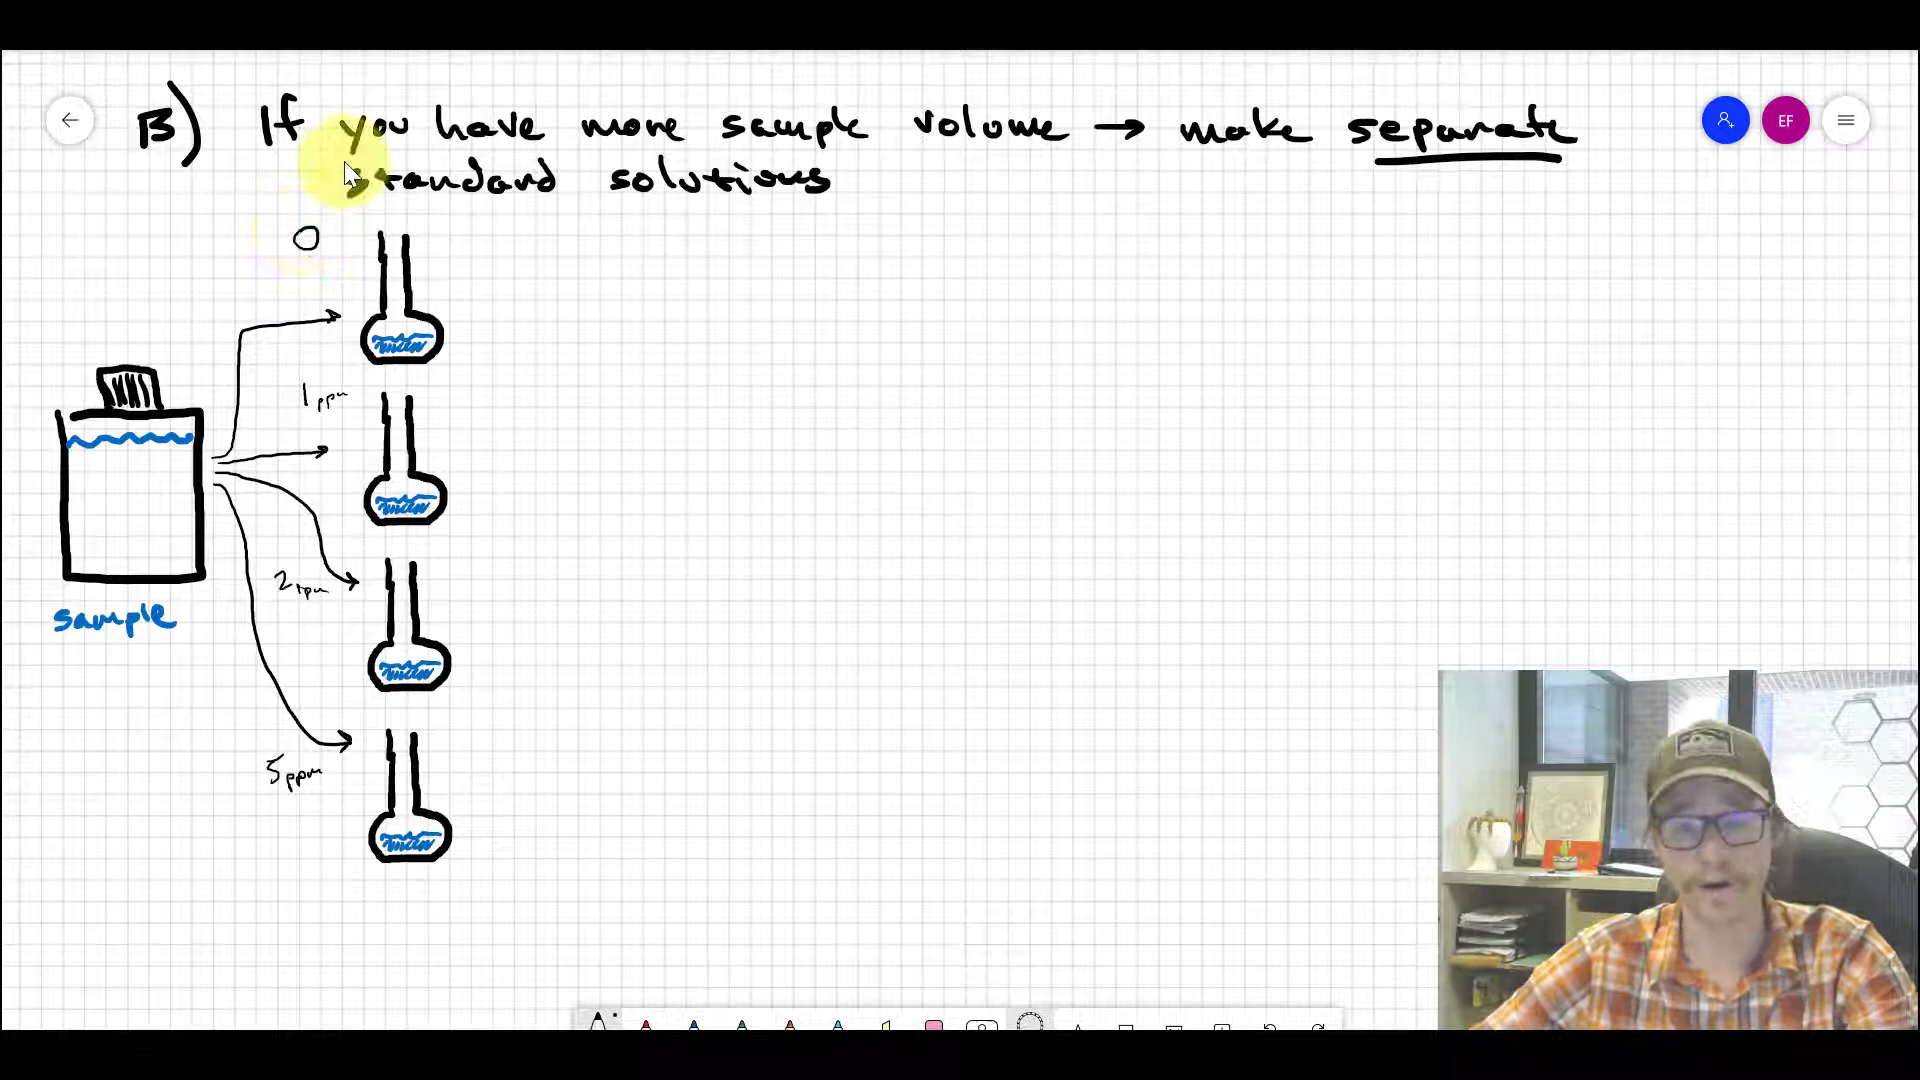 B) If you have more sample volume → make separate
standard solutions
0
1 ppm
2 ppm
sample
5 ppm
EF